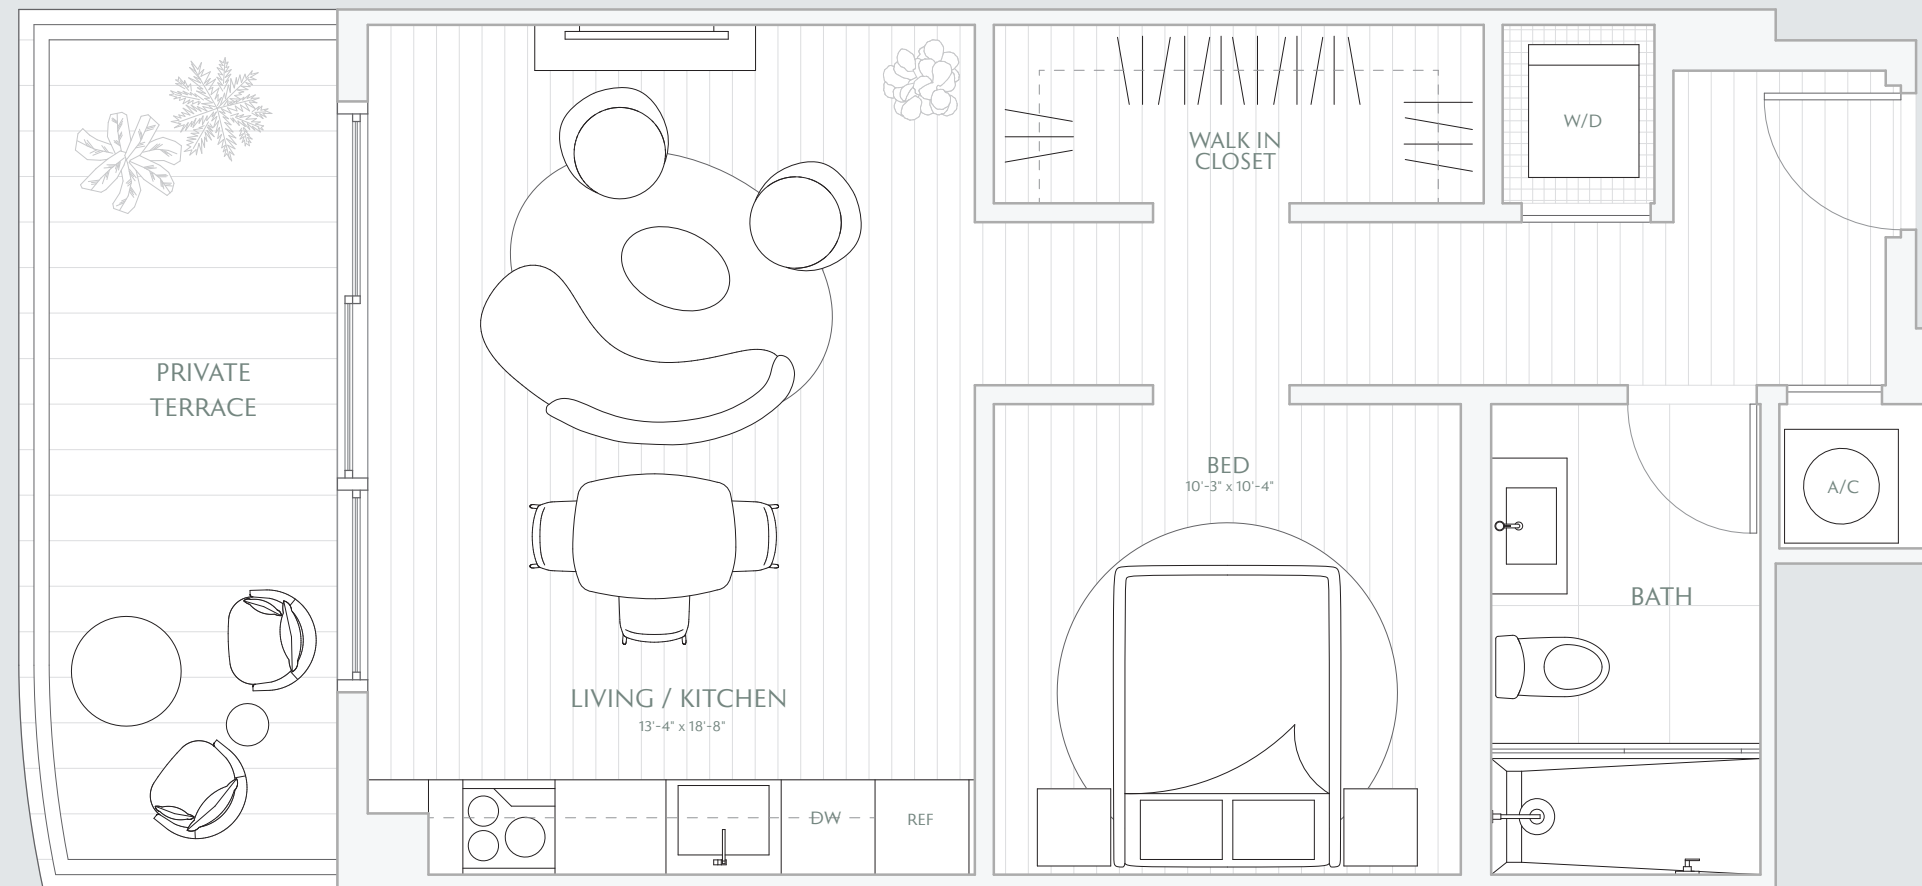 W/D
WALK IN
CLOSET
PRIVATE
TERRACE
BED
10'-3" x 10'-4"
A/C
BATH
LIVING / KITCHEN
13'-4" x 18'-8"
DW
REF